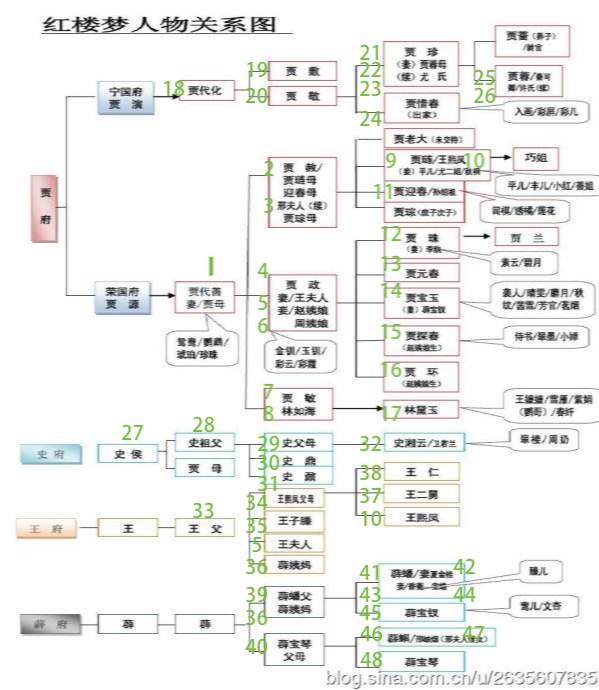 红楼梦人物关系图
贾府
宁国府
贾演
18 贾代化
19 贾敷
20 贾敬
21 贾珍
22 (妻)贾蓉母
(续)尤氏
贾蔷(养子)
/龄官
25 贾蓉/秦可
26 卿/许氏(续)
23
24 贾惜春
(出家)
入画/彩屏/彩儿
荣国府
贾源
1
贾代善
妻/贾母
鸳鸯/鹦鹉/
琥珀/珍珠
2 贾赦/
贾琏母
迎春母
3 邢夫人(续)
贾琮母
贾老大(未交待)
9 贾琏/王熙凤 10
(妾)平儿/尤二姐/秋桐
巧姐
平儿/丰儿/小红/善姐
11 贾迎春/孙绍祖
司棋/绣橘/莲花
贾琮(庶子次子)
4 贾政
5 妻/王夫人
妾/赵姨娘
6 周姨娘
金钏/玉钏/
彩云/彩霞
12 贾珠
(妻)李纨
贾兰
素云/碧月
13 贾元春
14 贾宝玉
(妻)薛宝钗
袭人/晴雯/麝月/秋
纹/茜雪/芳官/茗烟
15 贾探春
(赵姨娘生)
侍书/翠墨/小婵
16 贾环
(赵姨娘生)
7 贾敏
8 林如海
17 林黛玉
王嬷嬷/雪雁/紫娟
(鹦哥)/春纤
史府
27
史侯
28
史祖父
贾母
29 史父母
30 史鼎
31 史鼐
32 史湘云/卫若兰
翠缕/周奶
王府
王
33
王父
34 王熙凤父母
35 王子腾
5 王夫人
36 薛姨妈
38 王仁
37 王二舅
10 王熙凤
薛府
薛
薛
39 薛蟠父
36 薛姨妈
40 薛宝琴
父母
41 薛蟠/妻夏金桂 42
43 妾/香菱 宝蟾 44
臻儿
45 薛宝钗
莺儿/文杏
46 薛蝌/邢岫烟(邢夫人侄女) 47
48 薛宝琴
blog.sina.com.cn/u/2635607835